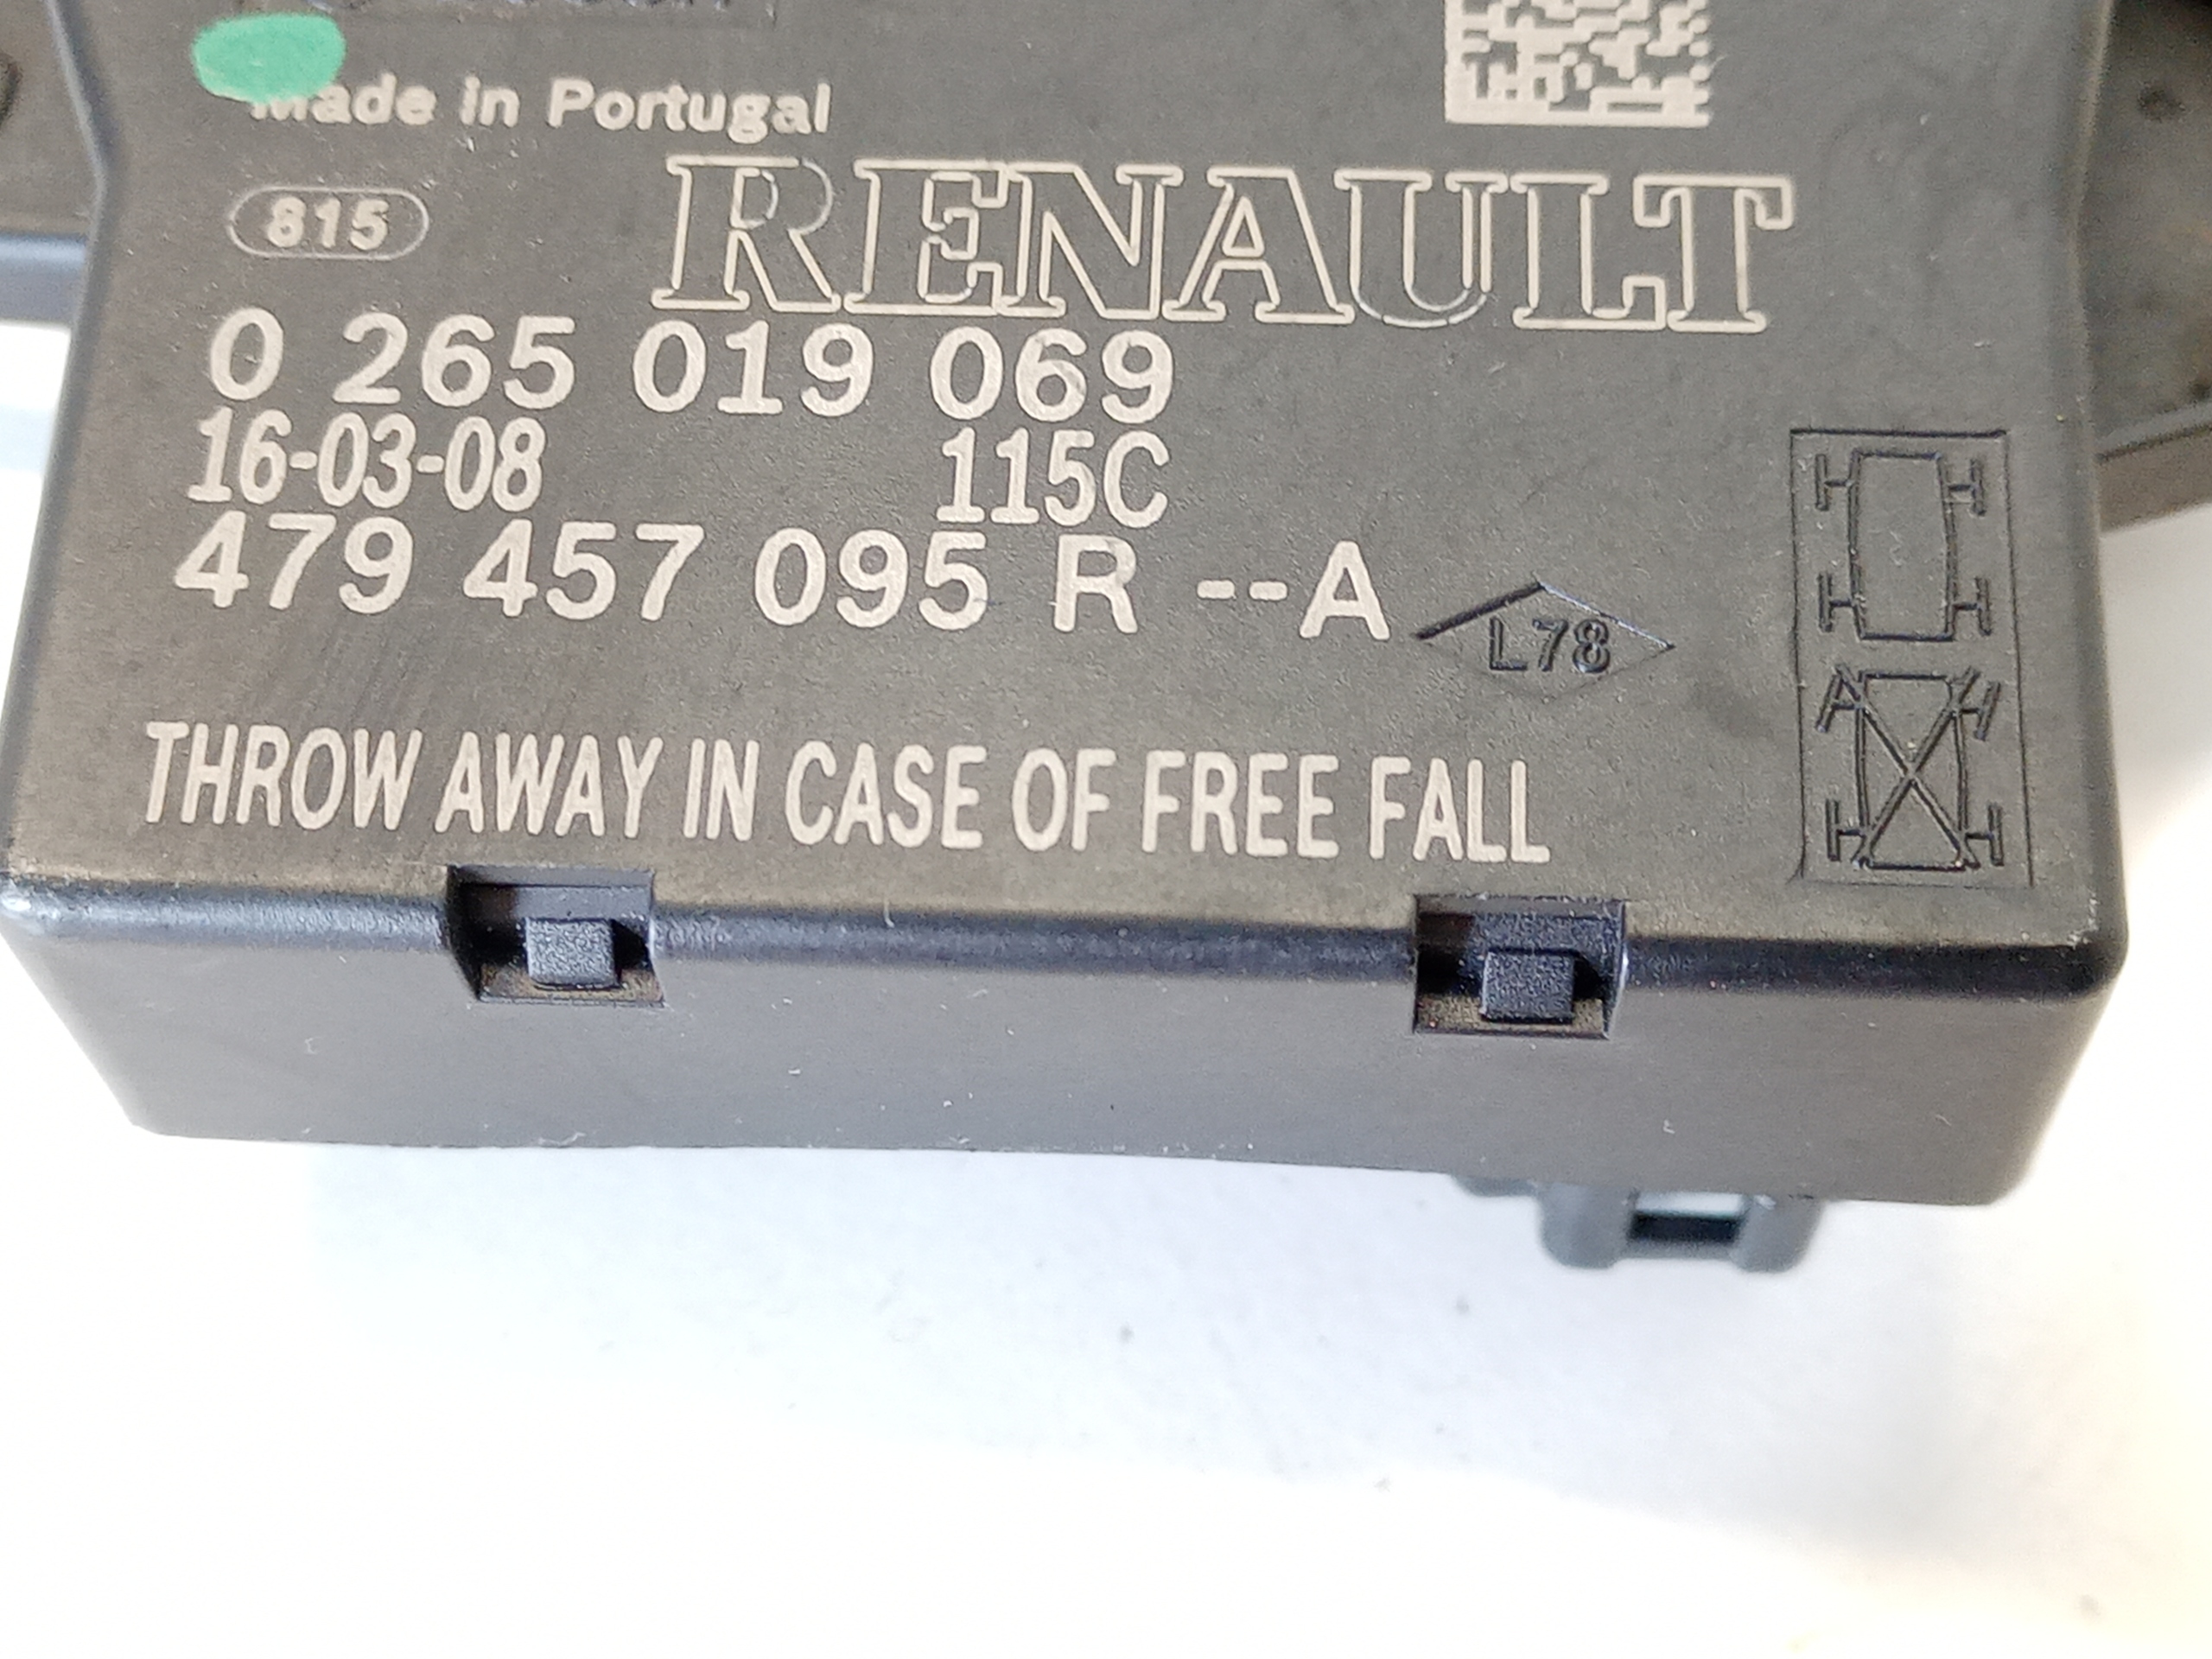 Made in Portugal
815
RENAULT
0 265 019 069
16-03-08 115C
479 457 095 R --A
L78
THROW AWAY IN CASE OF FREE FALL